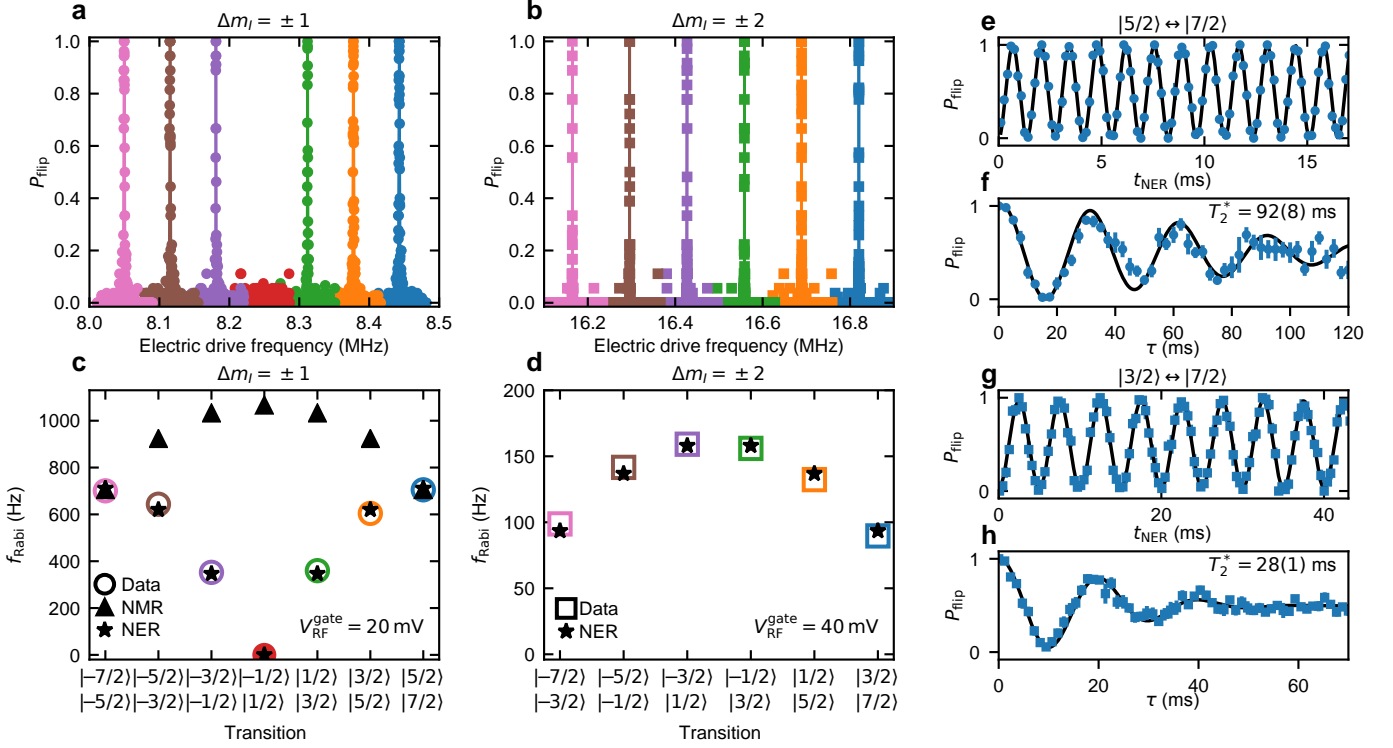 a
Δm_I = ±1
P_flip
1.0
0.8
0.6
0.4
0.2
0.0
8.0 8.1 8.2 8.3 8.4 8.5
Electric drive frequency (MHz)
b
Δm_I = ±2
P_flip
1.0
0.8
0.6
0.4
0.2
0.0
16.2 16.4 16.6 16.8
Electric drive frequency (MHz)
c
Δm_I = ±1
f_Rabi (Hz)
1000
800
600
400
200
0
Data
NMR
NER
V_RF^gate = 20 mV
|−7/2⟩ |−5/2⟩ |−3/2⟩ |−1/2⟩ |1/2⟩ |3/2⟩ |5/2⟩
|−5/2⟩ |−3/2⟩ |−1/2⟩ |1/2⟩ |3/2⟩ |5/2⟩ |7/2⟩
Transition
d
Δm_I = ±2
f_Rabi (Hz)
200
150
100
50
0
Data
NER
V_RF^gate = 40 mV
|−7/2⟩ |−5/2⟩ |−3/2⟩ |−1/2⟩ |1/2⟩ |3/2⟩
|−3/2⟩ |−1/2⟩ |1/2⟩ |3/2⟩ |5/2⟩ |7/2⟩
Transition
e
|5/2⟩ ↔ |7/2⟩
P_flip
1
0
0 5 10 15
t_NER (ms)
f
T_2^* = 92(8) ms
P_flip
1
0
0 20 40 60 80 100 120
τ (ms)
g
|3/2⟩ ↔ |7/2⟩
P_flip
1
0
0 20 40
t_NER (ms)
h
T_2^* = 28(1) ms
P_flip
1
0
0 20 40 60
τ (ms)